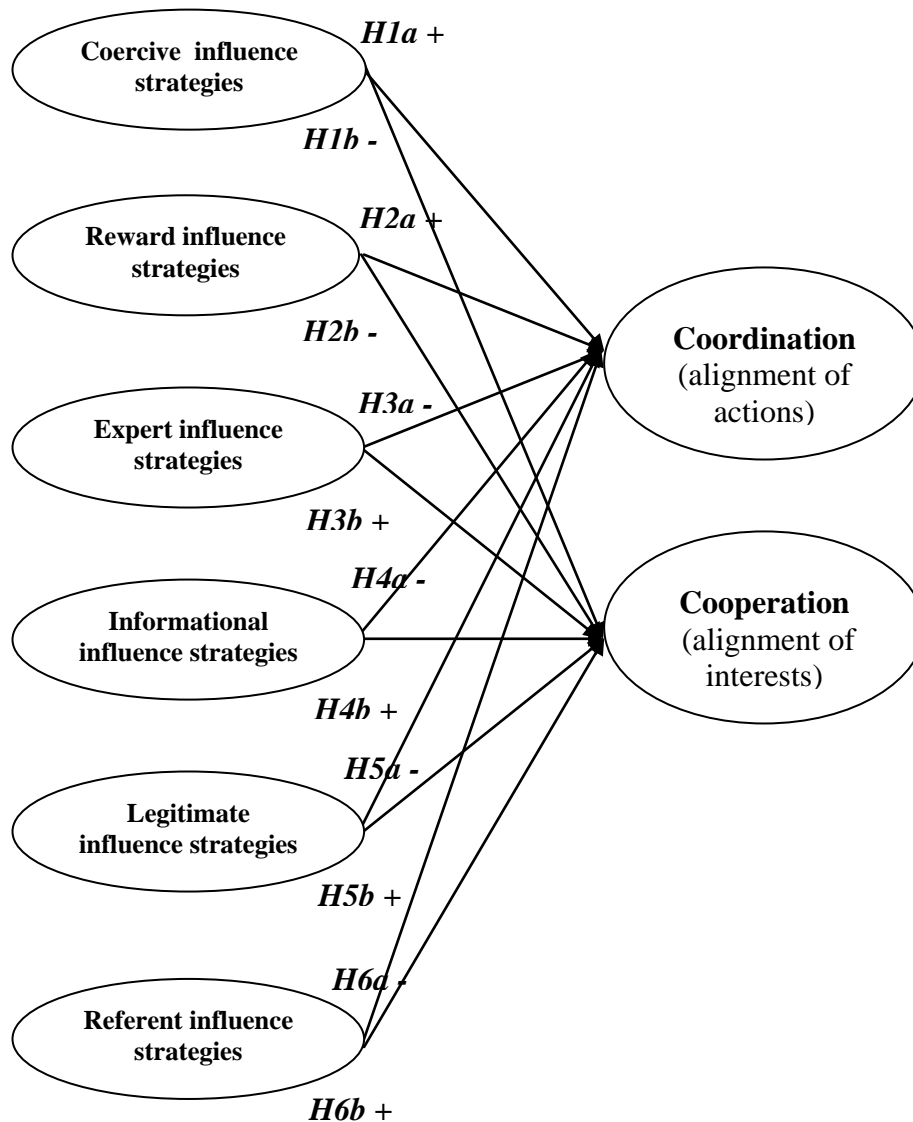 H1a +
Coercive influence
strategies
H1b -
H2a +
Reward influence
strategies
H2b -
Coordination
(alignment of
actions)
H3a -
Expert influence
strategies
H3b +
H4a -
Informational
influence strategies
Cooperation
(alignment of
interests)
H4b +
H5a -
Legitimate
influence strategies
H5b +
H6a -
Referent influence
strategies
H6b +